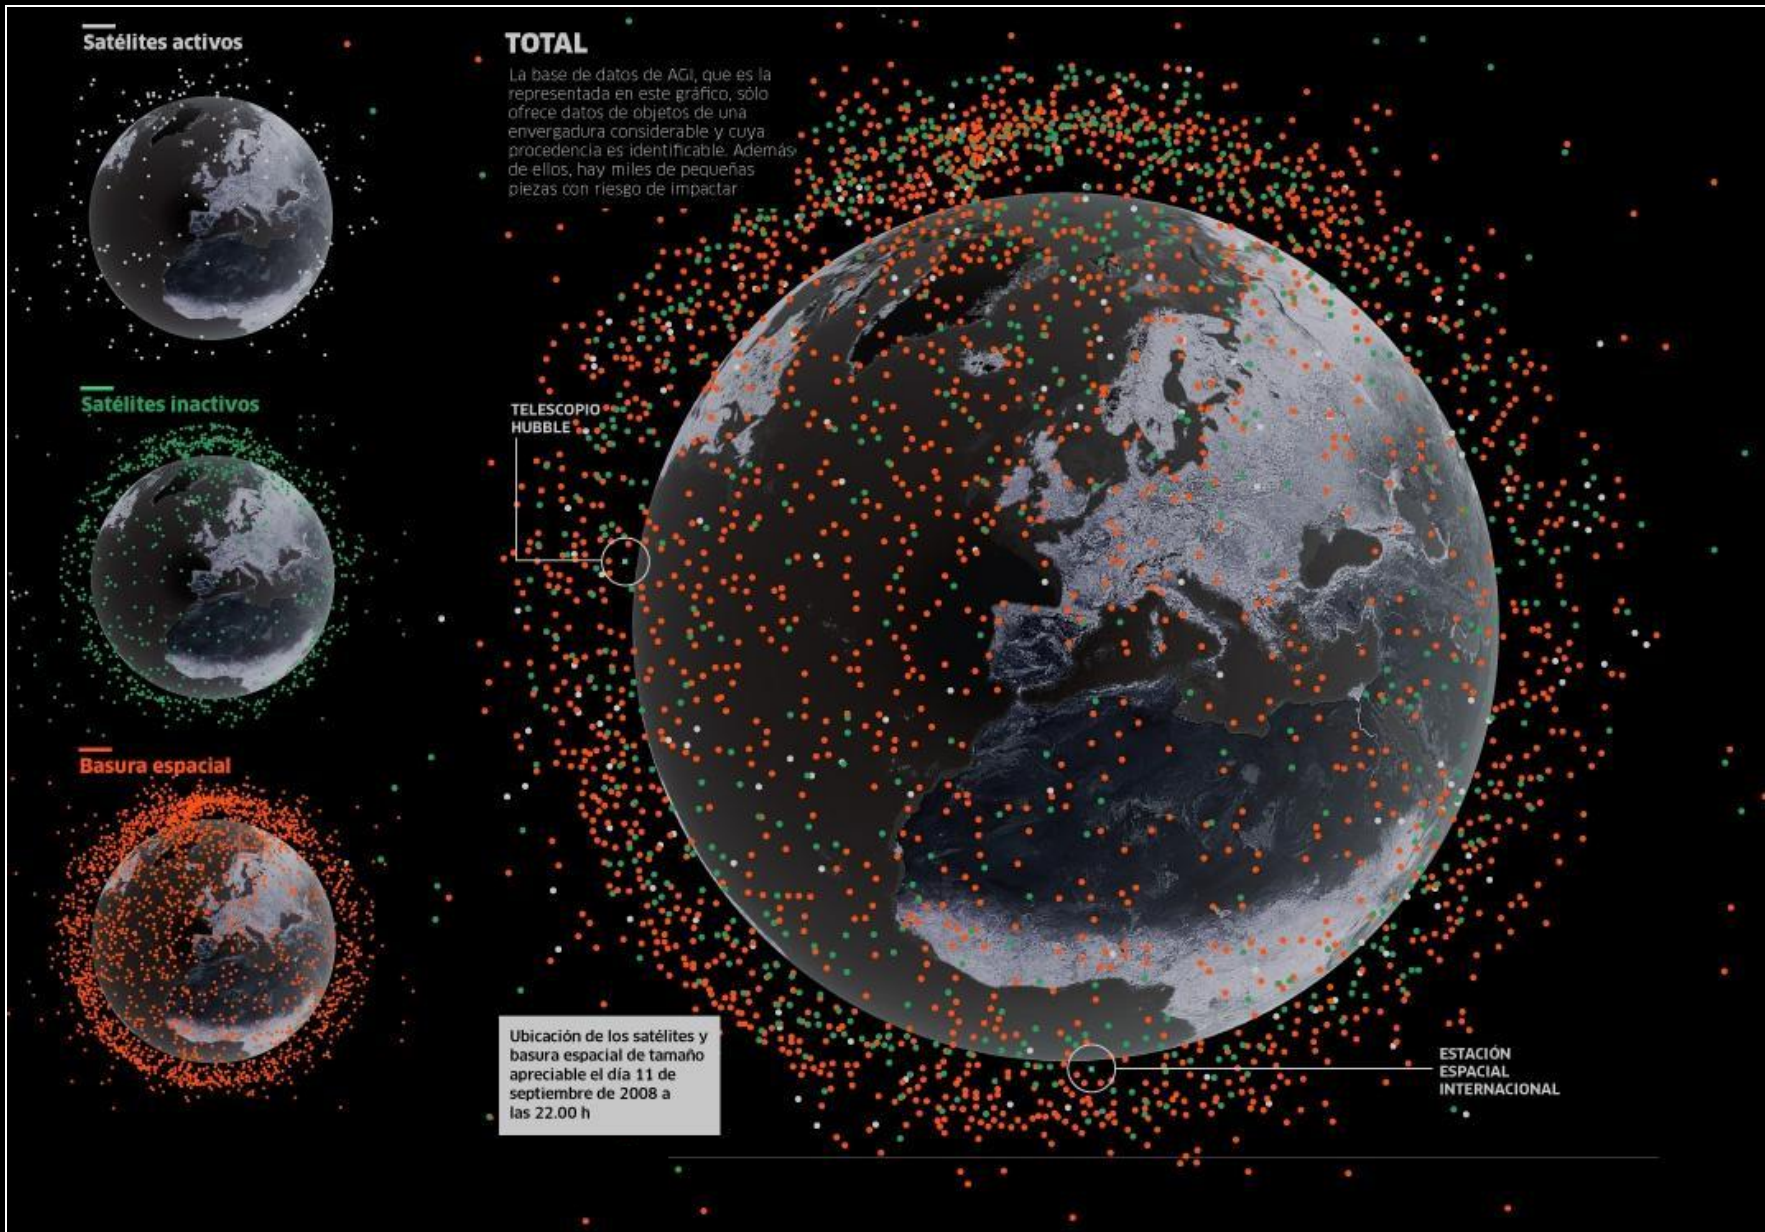 Satélites activos
TOTAL
La base de datos de AGI, que es la
representada en este gráfico, sólo
ofrece datos de objetos de una
envergadura considerable y cuya
procedencia es identificable. Además
de ellos, hay miles de pequeñas
piezas con riesgo de impactar
Satélites inactivos
TELESCOPIO
HUBBLE
Basura espacial
Ubicación de los satélites y
basura espacial de tamaño
apreciable el día 11 de
septiembre de 2008 a
las 22.00 h
ESTACIÓN
ESPACIAL
INTERNACIONAL